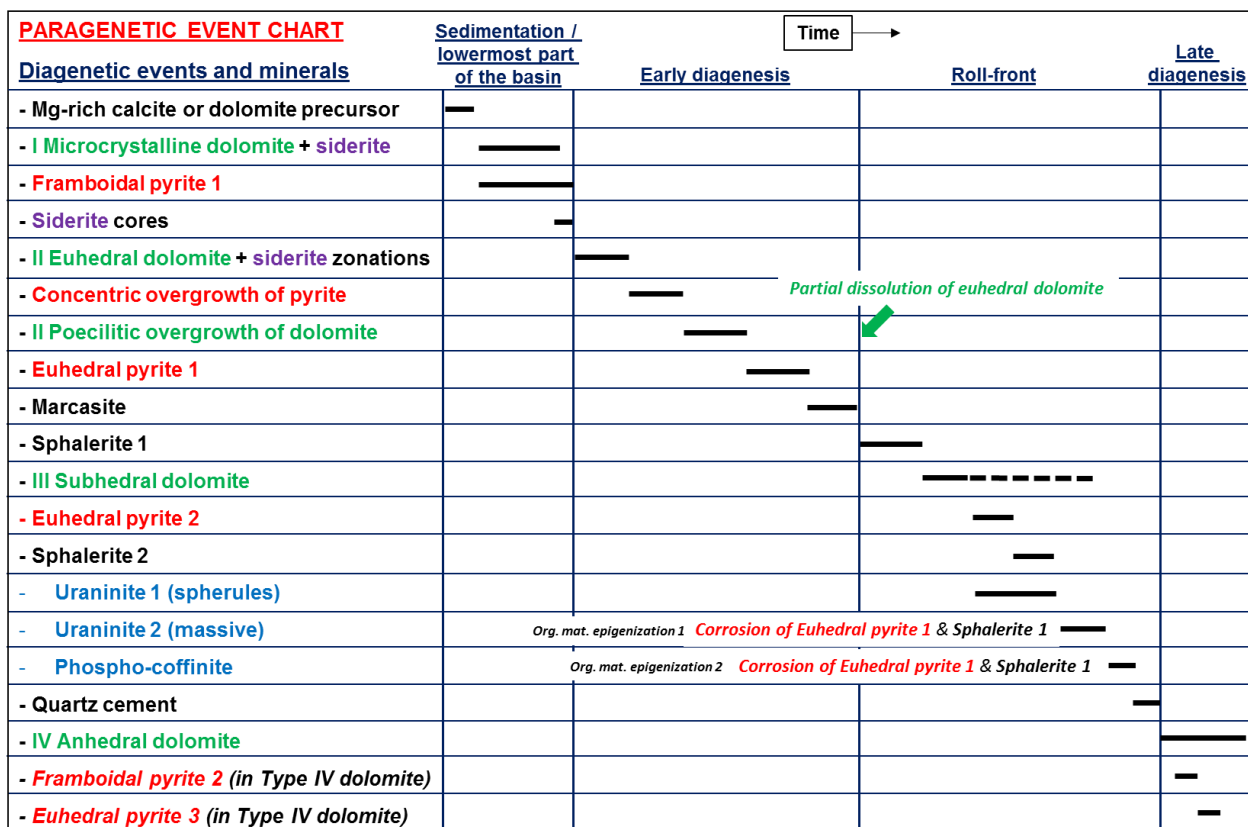 PARAGENETIC EVENT CHART
Diagenetic events and minerals
Sedimentation /
lowermost part
of the basin
Time
Early diagenesis
Roll-front
Late
diagenesis
- Mg-rich calcite or dolomite precursor
- I Microcrystalline dolomite + siderite
- Framboidal pyrite 1
- Siderite cores
- II Euhedral dolomite + siderite zonations
- Concentric overgrowth of pyrite
Partial dissolution of euhedral dolomite
- II Poecilitic overgrowth of dolomite
- Euhedral pyrite 1
- Marcasite
- Sphalerite 1
- III Subhedral dolomite
- Euhedral pyrite 2
- Sphalerite 2
- Uraninite 1 (spherules)
- Uraninite 2 (massive)
Org. mat. epigenization 1 Corrosion of Euhedral pyrite 1 & Sphalerite 1
- Phospho-coffinite
Org. mat. epigenization 2 Corrosion of Euhedral pyrite 1 & Sphalerite 1
- Quartz cement
- IV Anhedral dolomite
- Framboidal pyrite 2 (in Type IV dolomite)
- Euhedral pyrite 3 (in Type IV dolomite)